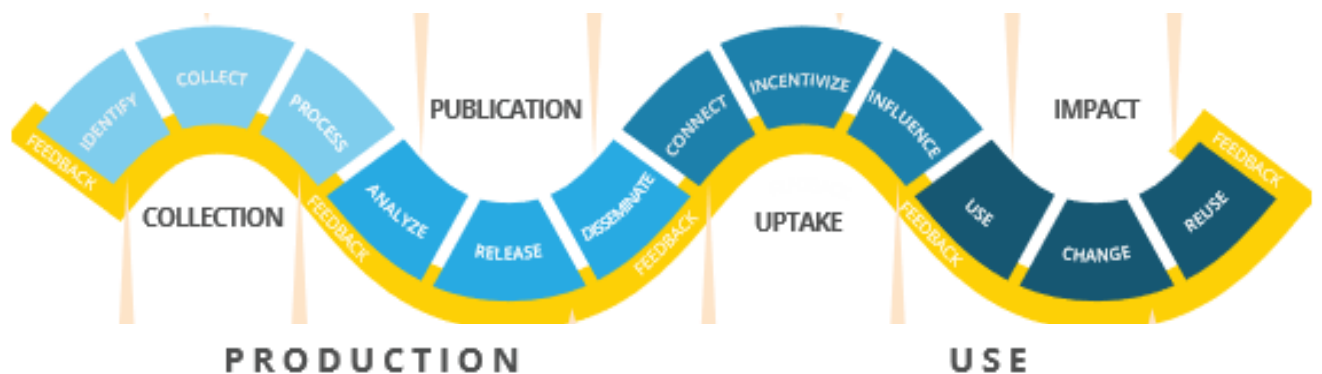 IDENTIFY
COLLECT
PROCESS
FEEDBACK
COLLECTION
PUBLICATION
ANALYZE
RELEASE
DISSEMINATE
FEEDBACK
FEEDBACK
CONNECT
INCENTIVIZE
INFLUENCE
UPTAKE
IMPACT
USE
CHANGE
REUSE
FEEDBACK
FEEDBACK
PRODUCTION
USE